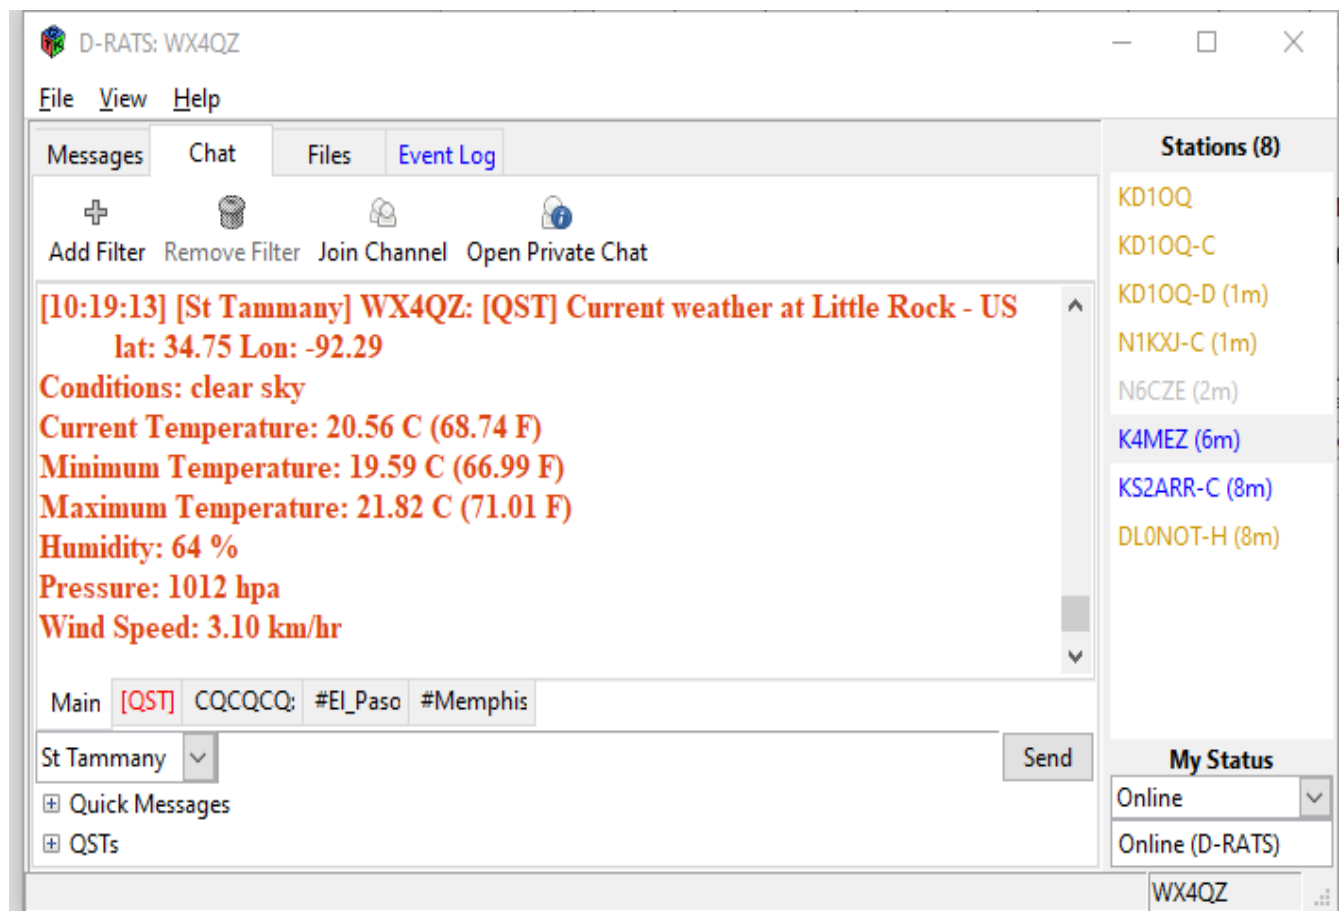 D-RATS: WX4QZ
File View Help
Messages Chat Files Event Log
Add Filter Remove Filter Join Channel Open Private Chat
[10:19:13] [St Tammany] WX4QZ: [QST] Current weather at Little Rock - US
lat: 34.75 Lon: -92.29
Conditions: clear sky
Current Temperature: 20.56 C (68.74 F)
Minimum Temperature: 19.59 C (66.99 F)
Maximum Temperature: 21.82 C (71.01 F)
Humidity: 64 %
Pressure: 1012 hpa
Wind Speed: 3.10 km/hr
Main [QST] CQCQCQ: #El_Paso #Memphis
St Tammany Send
Quick Messages
QSTs
Stations (8)
KD1OQ
KD1OQ-C
KD1OQ-D (1m)
N1KXJ-C (1m)
N6CZE (2m)
K4MEZ (6m)
KS2ARR-C (8m)
DL0NOT-H (8m)
My Status
Online
Online (D-RATS)
WX4QZ